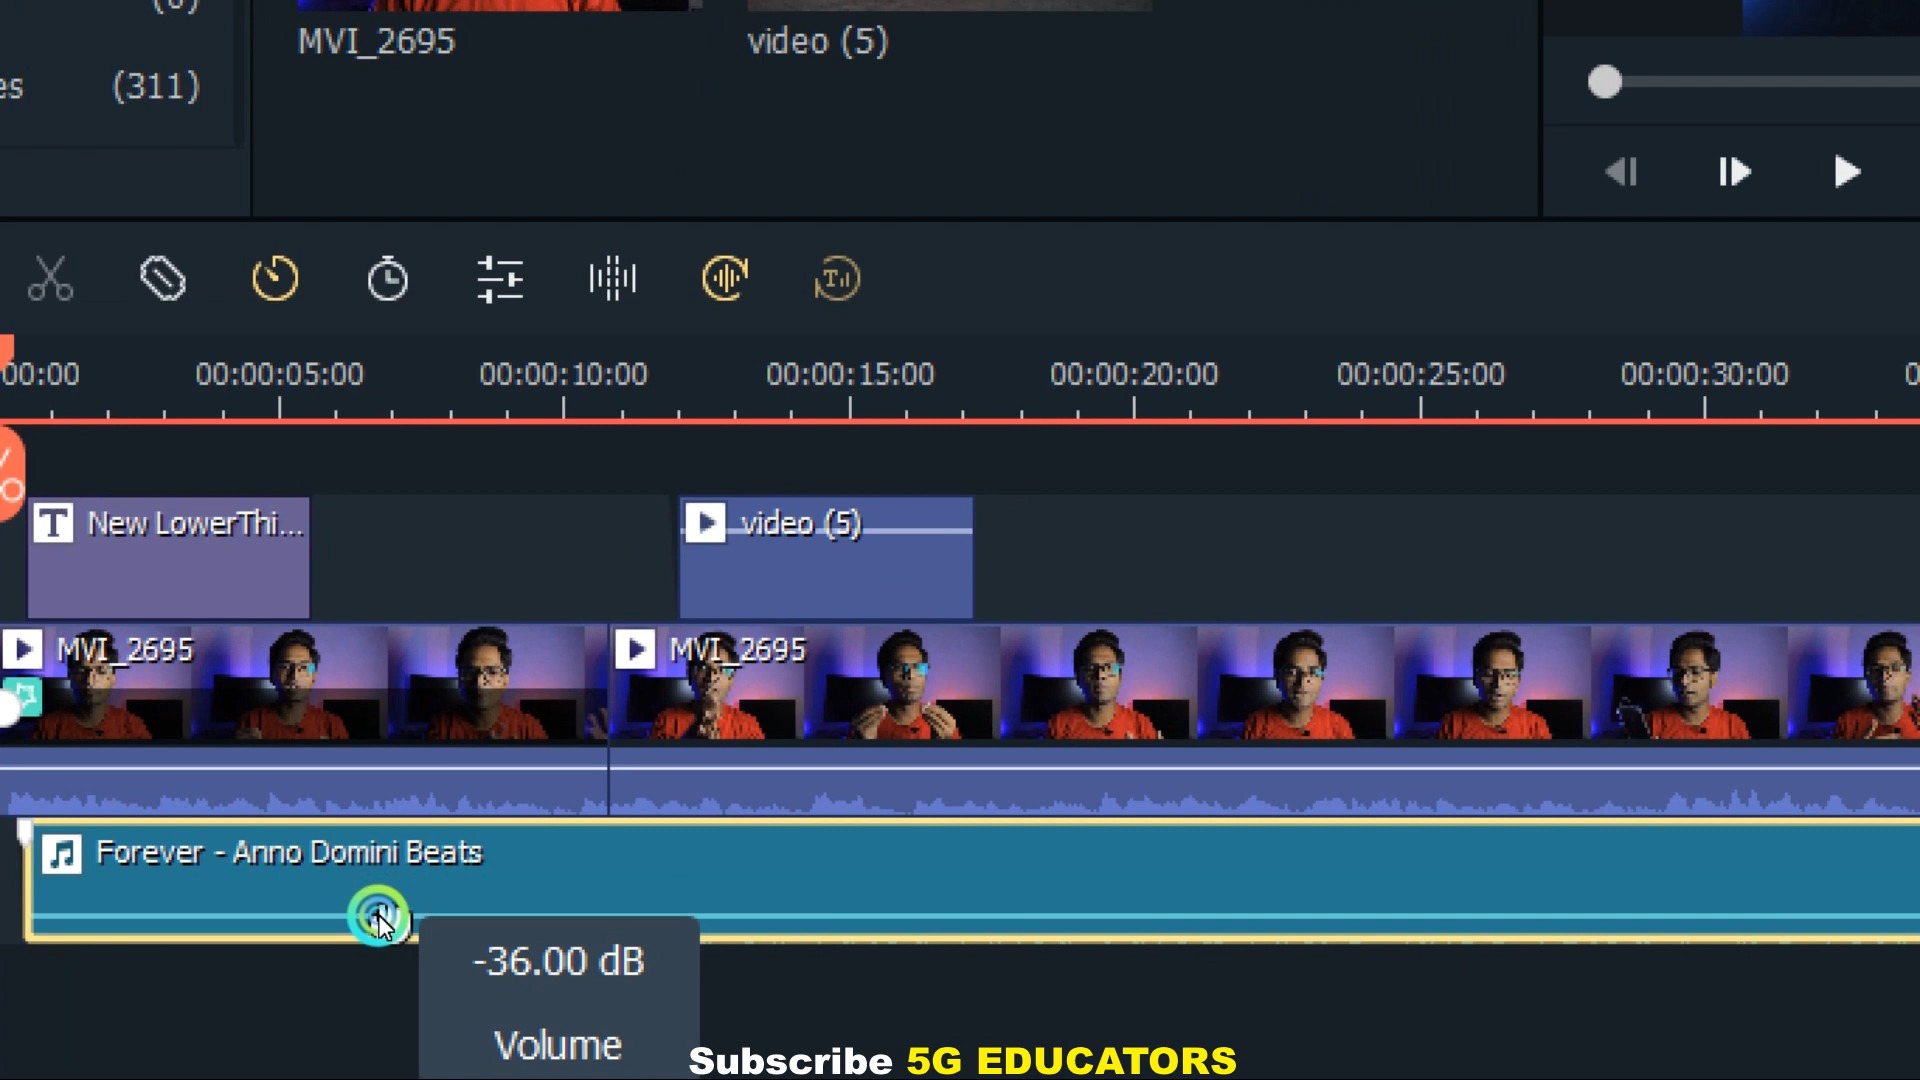 (0)
MVI_2695
video (5)
es
(311)
00:00
00:00:05:00
00:00:10:00
00:00:15:00
00:00:20:00
00:00:25:00
00:00:30:00
0
T New LowerThi...
video (5)
MVI_2695
MVI_2695
Forever - Anno Domini Beats
-36.00 dB
Volume
Subscribe 5G EDUCATORS